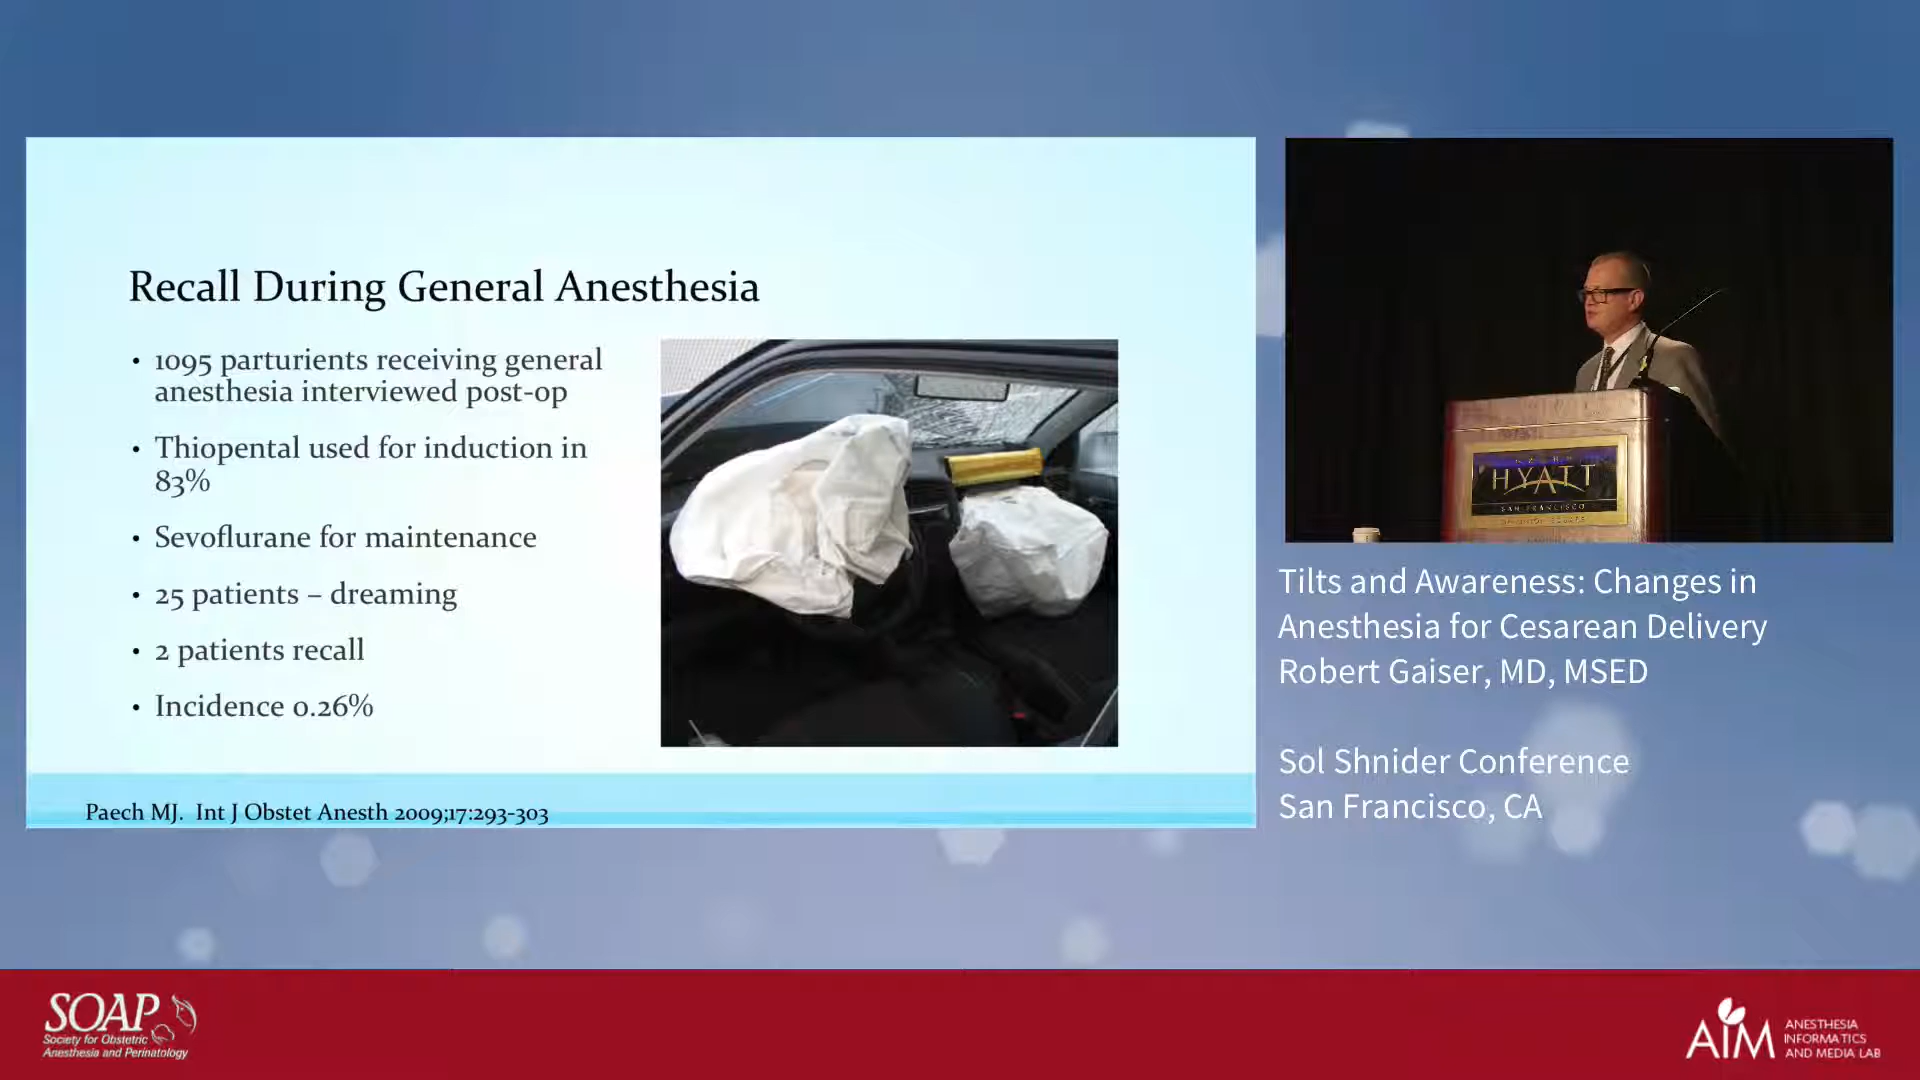 Recall During General Anesthesia
• 1095 parturients receiving general
anesthesia interviewed post-op
• Thiopental used for induction in
83%
• Sevoflurane for maintenance
• 25 patients – dreaming
• 2 patients recall
• Incidence 0.26%
Paech MJ. Int J Obstet Anesth 2009;17:293-303
HYATT
SAN FRANCISCO
Tilts and Awareness: Changes in
Anesthesia for Cesarean Delivery
Robert Gaiser, MD, MSED
Sol Shnider Conference
San Francisco, CA
SOAP
Society for Obstetric
Anesthesia and Perinatology
AIM
ANESTHESIA
INFORMATICS
AND MEDIA LAB